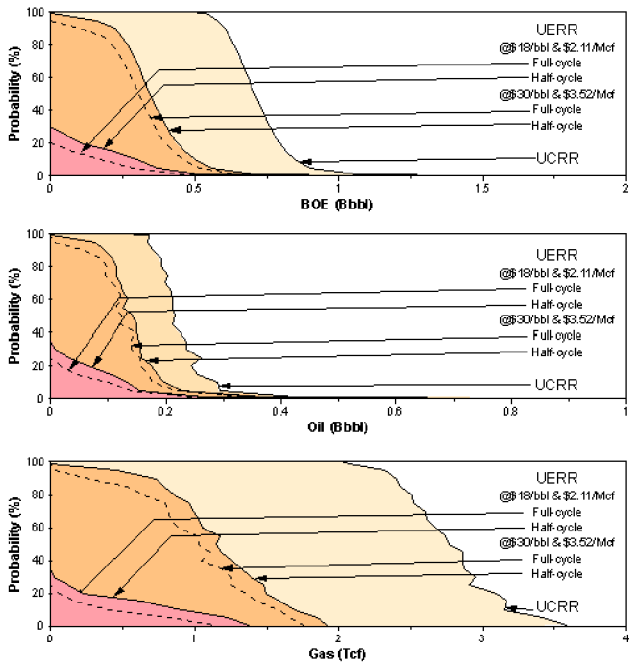 Probability (%)
100
80
60
40
20
0
0
0.5
1
1.5
2
BOE (Bbbl)
UERR
@$18/bbl & $2.11/Mcf
Full-cycle
Half-cycle
@$30/bbl & $3.52/Mcf
Full-cycle
Half-cycle
UCRR
Probability (%)
100
80
60
40
20
0
0
0.2
0.4
0.6
0.8
1
Oil (Bbbl)
UERR
@$18/bbl & $2.11/Mcf
Full-cycle
Half-cycle
@$30/bbl & $3.52/Mcf
Full-cycle
Half-cycle
UCRR
Probability (%)
100
80
60
40
20
0
0
1
2
3
4
Gas (Tcf)
UERR
@$18/bbl & $2.11/Mcf
Full-cycle
Half-cycle
@$30/bbl & $3.52/Mcf
Full-cycle
Half-cycle
UCRR